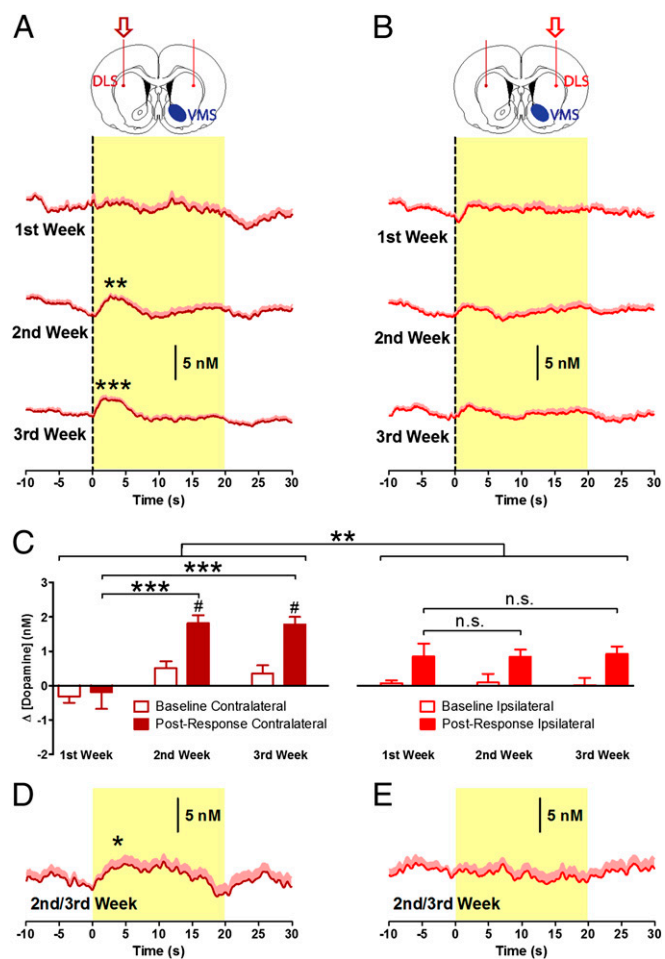 A
B
DLS
VMS
DLS
VMS
1st Week
1st Week
**
2nd Week
2nd Week
5 nM
5 nM
***
3rd Week
3rd Week
-10 -5 0 5 10 15 20 25 30
-10 -5 0 5 10 15 20 25 30
Time (s)
Time (s)
C
**
***
***
n.s.
n.s.
# #
3
2
1
0
-1
-2
Δ [Dopamine] (nM)
Baseline Contralateral
Post-Response Contralateral
Baseline Ipsilateral
Post-Response Ipsilateral
1st Week 2nd Week 3rd Week
1st Week 2nd Week 3rd Week
D
E
5 nM
5 nM
*
2nd/3rd Week
2nd/3rd Week
-10 -5 0 5 10 15 20 25 30
-10 -5 0 5 10 15 20 25 30
Time (s)
Time (s)